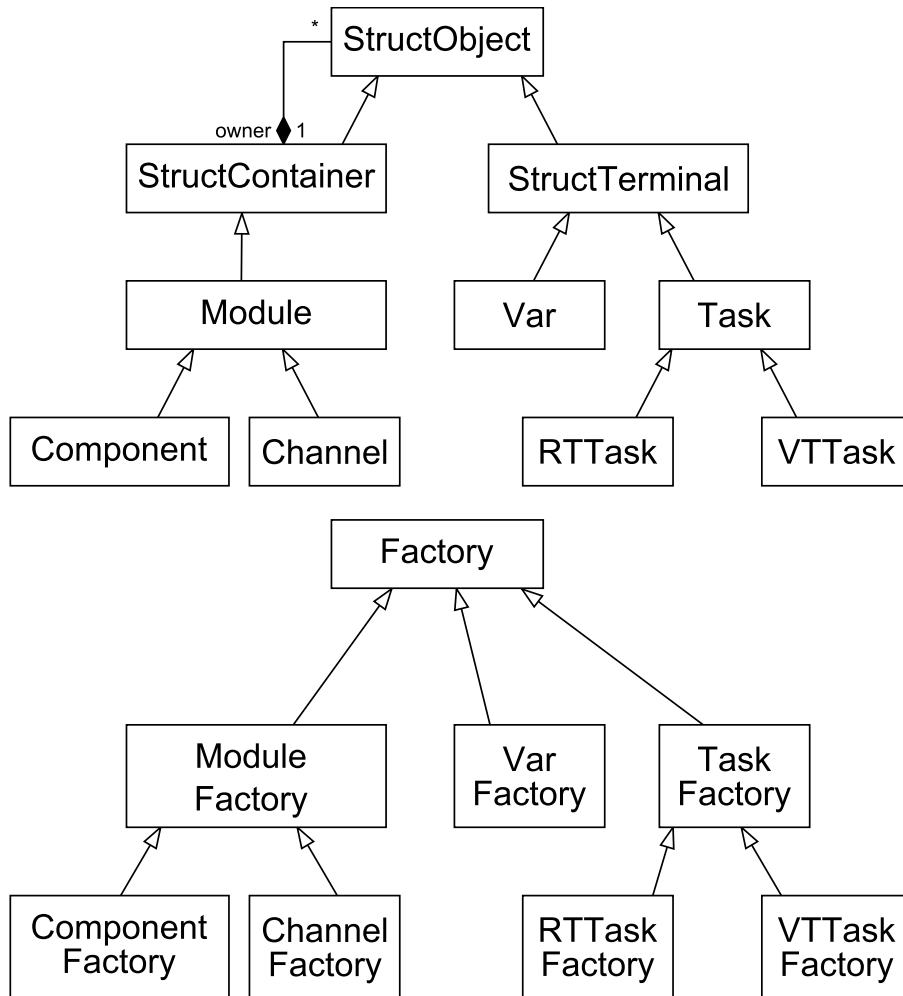 *
StructObject
owner 1
StructContainer
StructTerminal
Module
Var
Task
Component
Channel
RTTask
VTTask
Factory
Module
Factory
Var
Factory
Task
Factory
Component
Factory
Channel
Factory
RTTask
Factory
VTTask
Factory